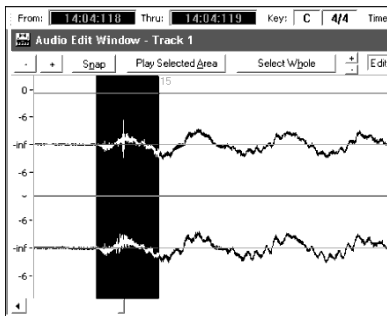 From: 14:04:118 Thru: 14:04:119 Key: C 4/4 Time
Audio Edit Window - Track 1
- + Snap Play Selected Area Select Whole + - Edit
15
0-
-6-
-inf-
-6-
-6-
-inf-
-6-